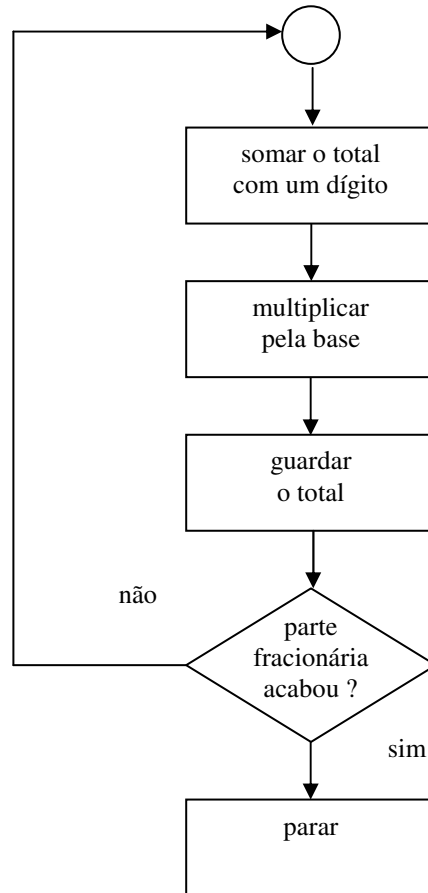 somar o total
com um dígito
multiplicar
pela base
guardar
o total
não
parte
fracionária
acabou ?
sim
parar